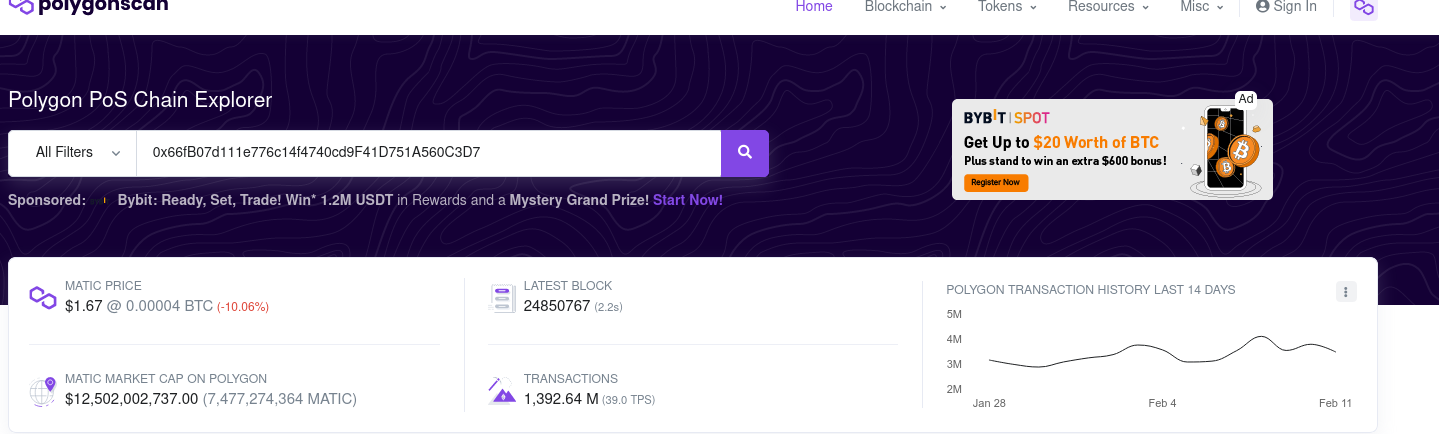 polygonscan
Home Blockchain Tokens Resources Misc Sign In
Polygon PoS Chain Explorer
All Filters 0x66fB07d111e776c14f4740cd9F41D751A560C3D7
Sponsored: Bybit: Ready, Set, Trade! Win* 1.2M USDT in Rewards and a Mystery Grand Prize! Start Now!
Ad
BYBIT | SPOT
Get Up to $20 Worth of BTC
Plus stand to win an extra $600 bonus!
Register Now
MATIC PRICE
$1.67 @ 0.00004 BTC (-10.06%)
MATIC MARKET CAP ON POLYGON
$12,502,002,737.00 (7,477,274,364 MATIC)
LATEST BLOCK
24850767 (2.2s)
TRANSACTIONS
1,392.64 M (39.0 TPS)
POLYGON TRANSACTION HISTORY LAST 14 DAYS
5M
4M
3M
2M
Jan 28 Feb 4 Feb 11